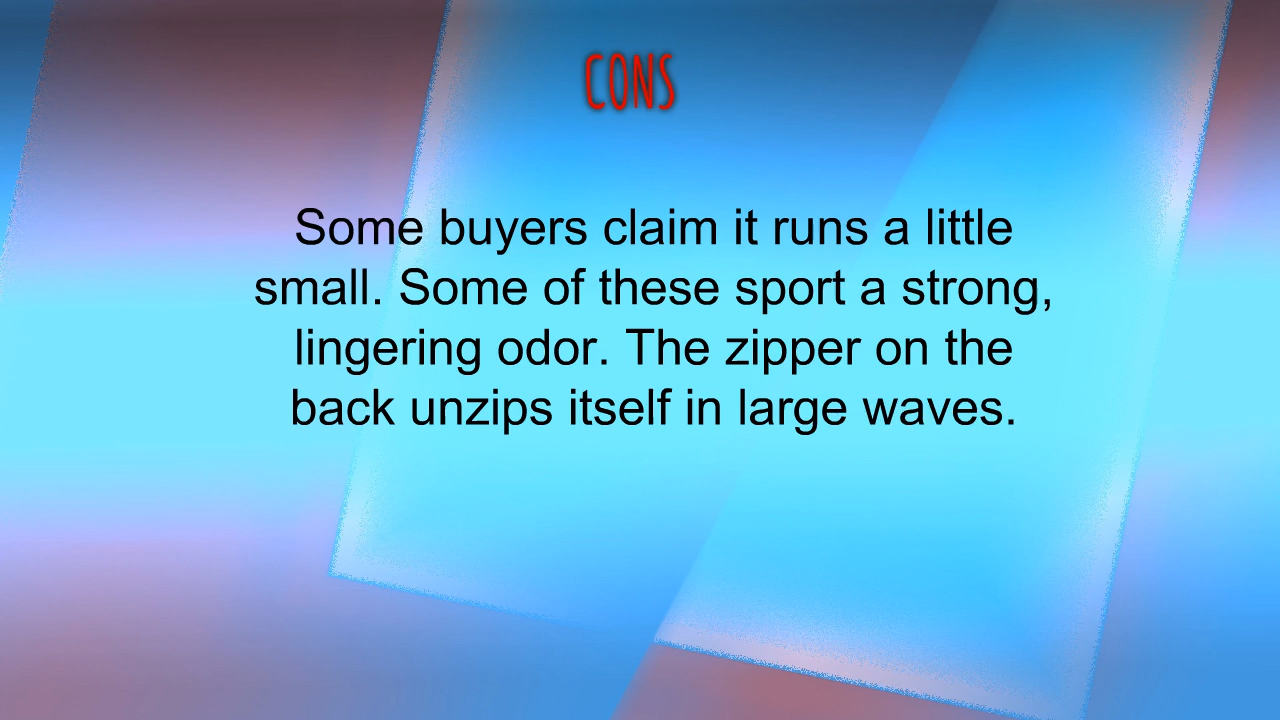 CONS
Some buyers claim it runs a little
small. Some of these sport a strong,
lingering odor. The zipper on the
back unzips itself in large waves.